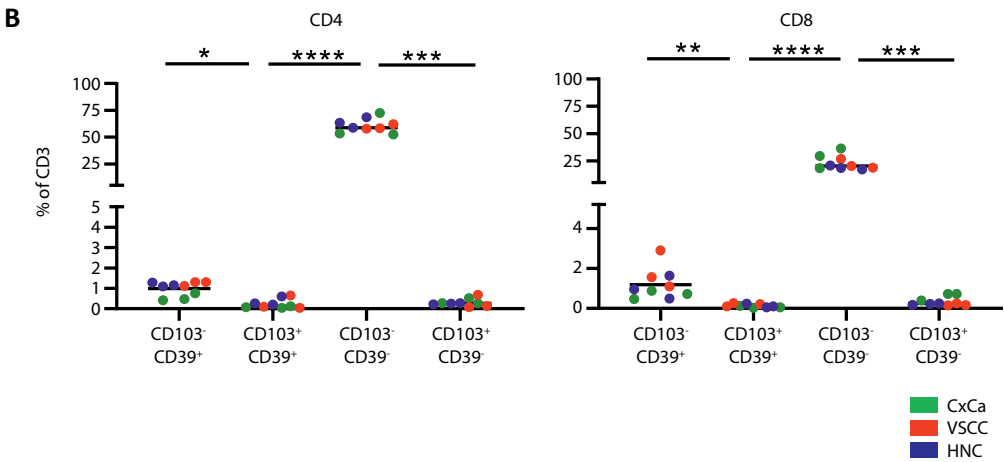 B
CD4
CD8
*
****
***
**
****
***
% of CD3
100
75
50
25
5
4
3
2
1
0
100
75
50
25
4
2
0
CD103⁻ CD103⁺ CD103⁻ CD103⁺
CD39⁺ CD39⁺ CD39⁻ CD39⁻
CD103⁻ CD103⁺ CD103⁻ CD103⁺
CD39⁺ CD39⁺ CD39⁻ CD39⁻
CxCa
VSCC
HNC